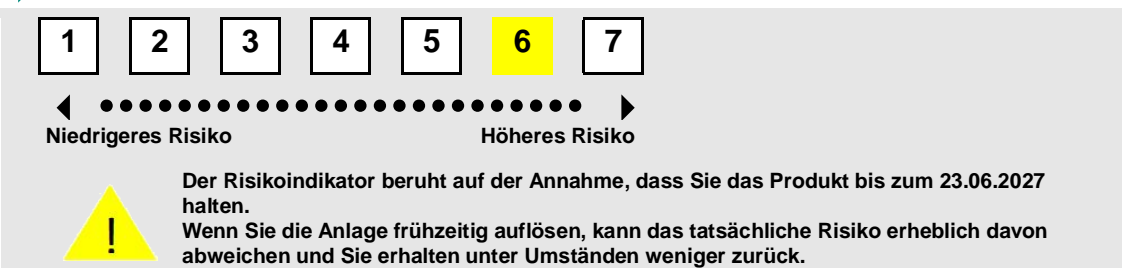 1 2 3 4 5 6 7
Niedrigeres Risiko Höheres Risiko
Der Risikoindikator beruht auf der Annahme, dass Sie das Produkt bis zum 23.06.2027
halten.
Wenn Sie die Anlage frühzeitig auflösen, kann das tatsächliche Risiko erheblich davon
! abweichen und Sie erhalten unter Umständen weniger zurück.